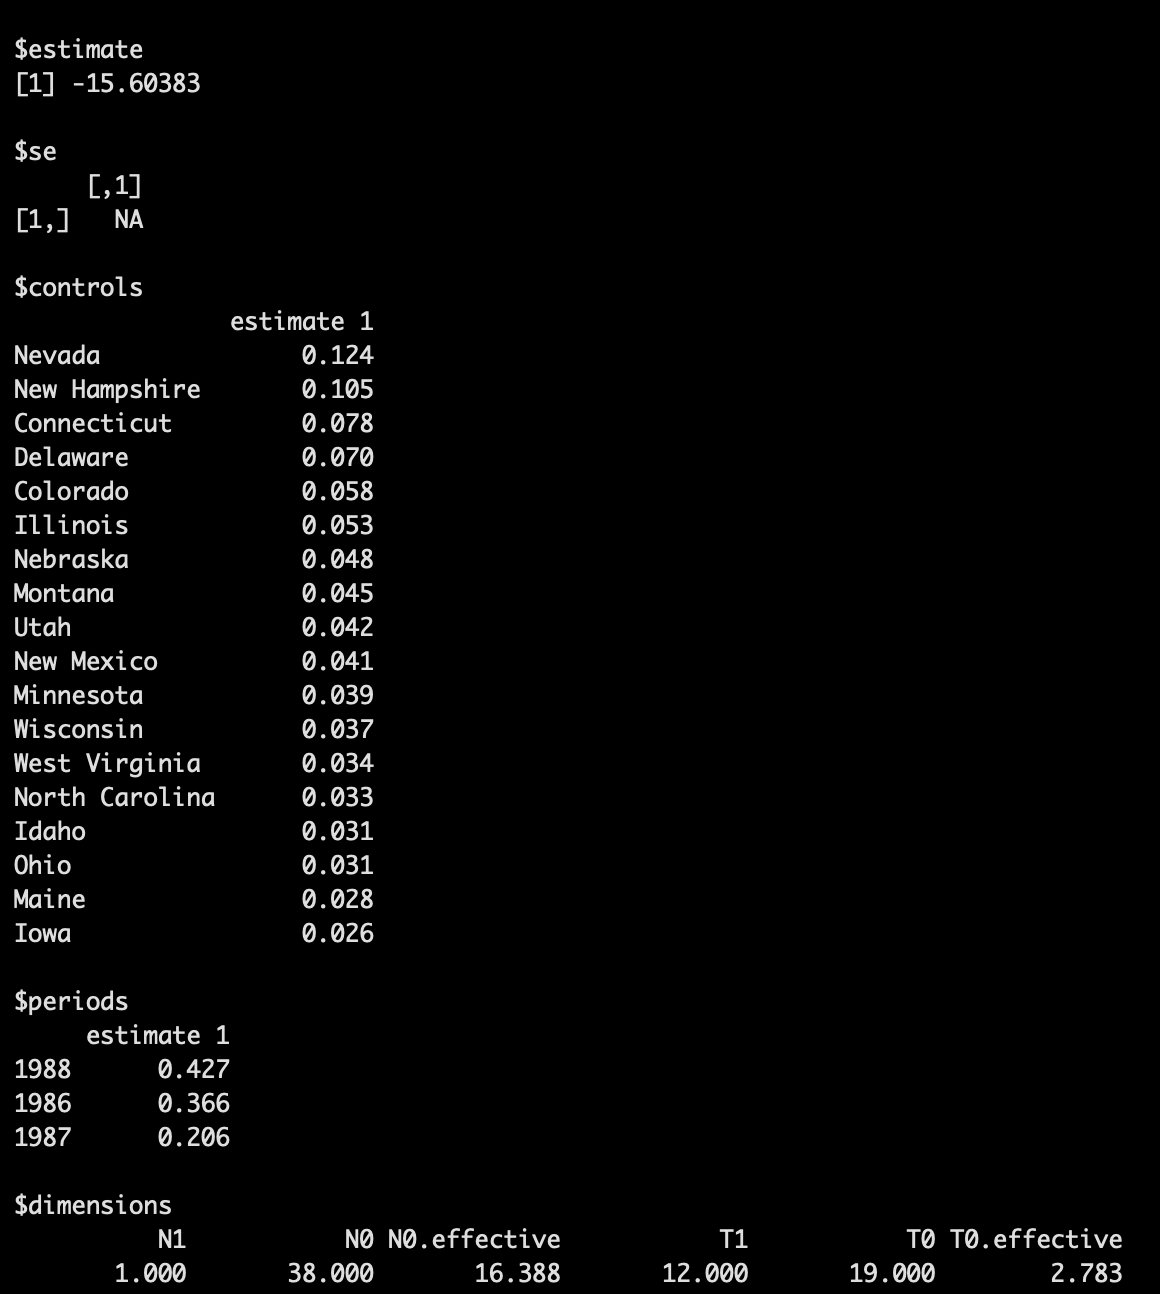 $estimate
[1] -15.60383
$se
[,1]
[1,] NA
$controls
estimate 1
Nevada 0.124
New Hampshire 0.105
Connecticut 0.078
Delaware 0.070
Colorado 0.058
Illinois 0.053
Nebraska 0.048
Montana 0.045
Utah 0.042
New Mexico 0.041
Minnesota 0.039
Wisconsin 0.037
West Virginia 0.034
North Carolina 0.033
Idaho 0.031
Ohio 0.031
Maine 0.028
Iowa 0.026
$periods
estimate 1
1988 0.427
1986 0.366
1987 0.206
$dimensions
N1 N0 N0.effective T1 T0 T0.effective
1.000 38.000 16.388 12.000 19.000 2.783